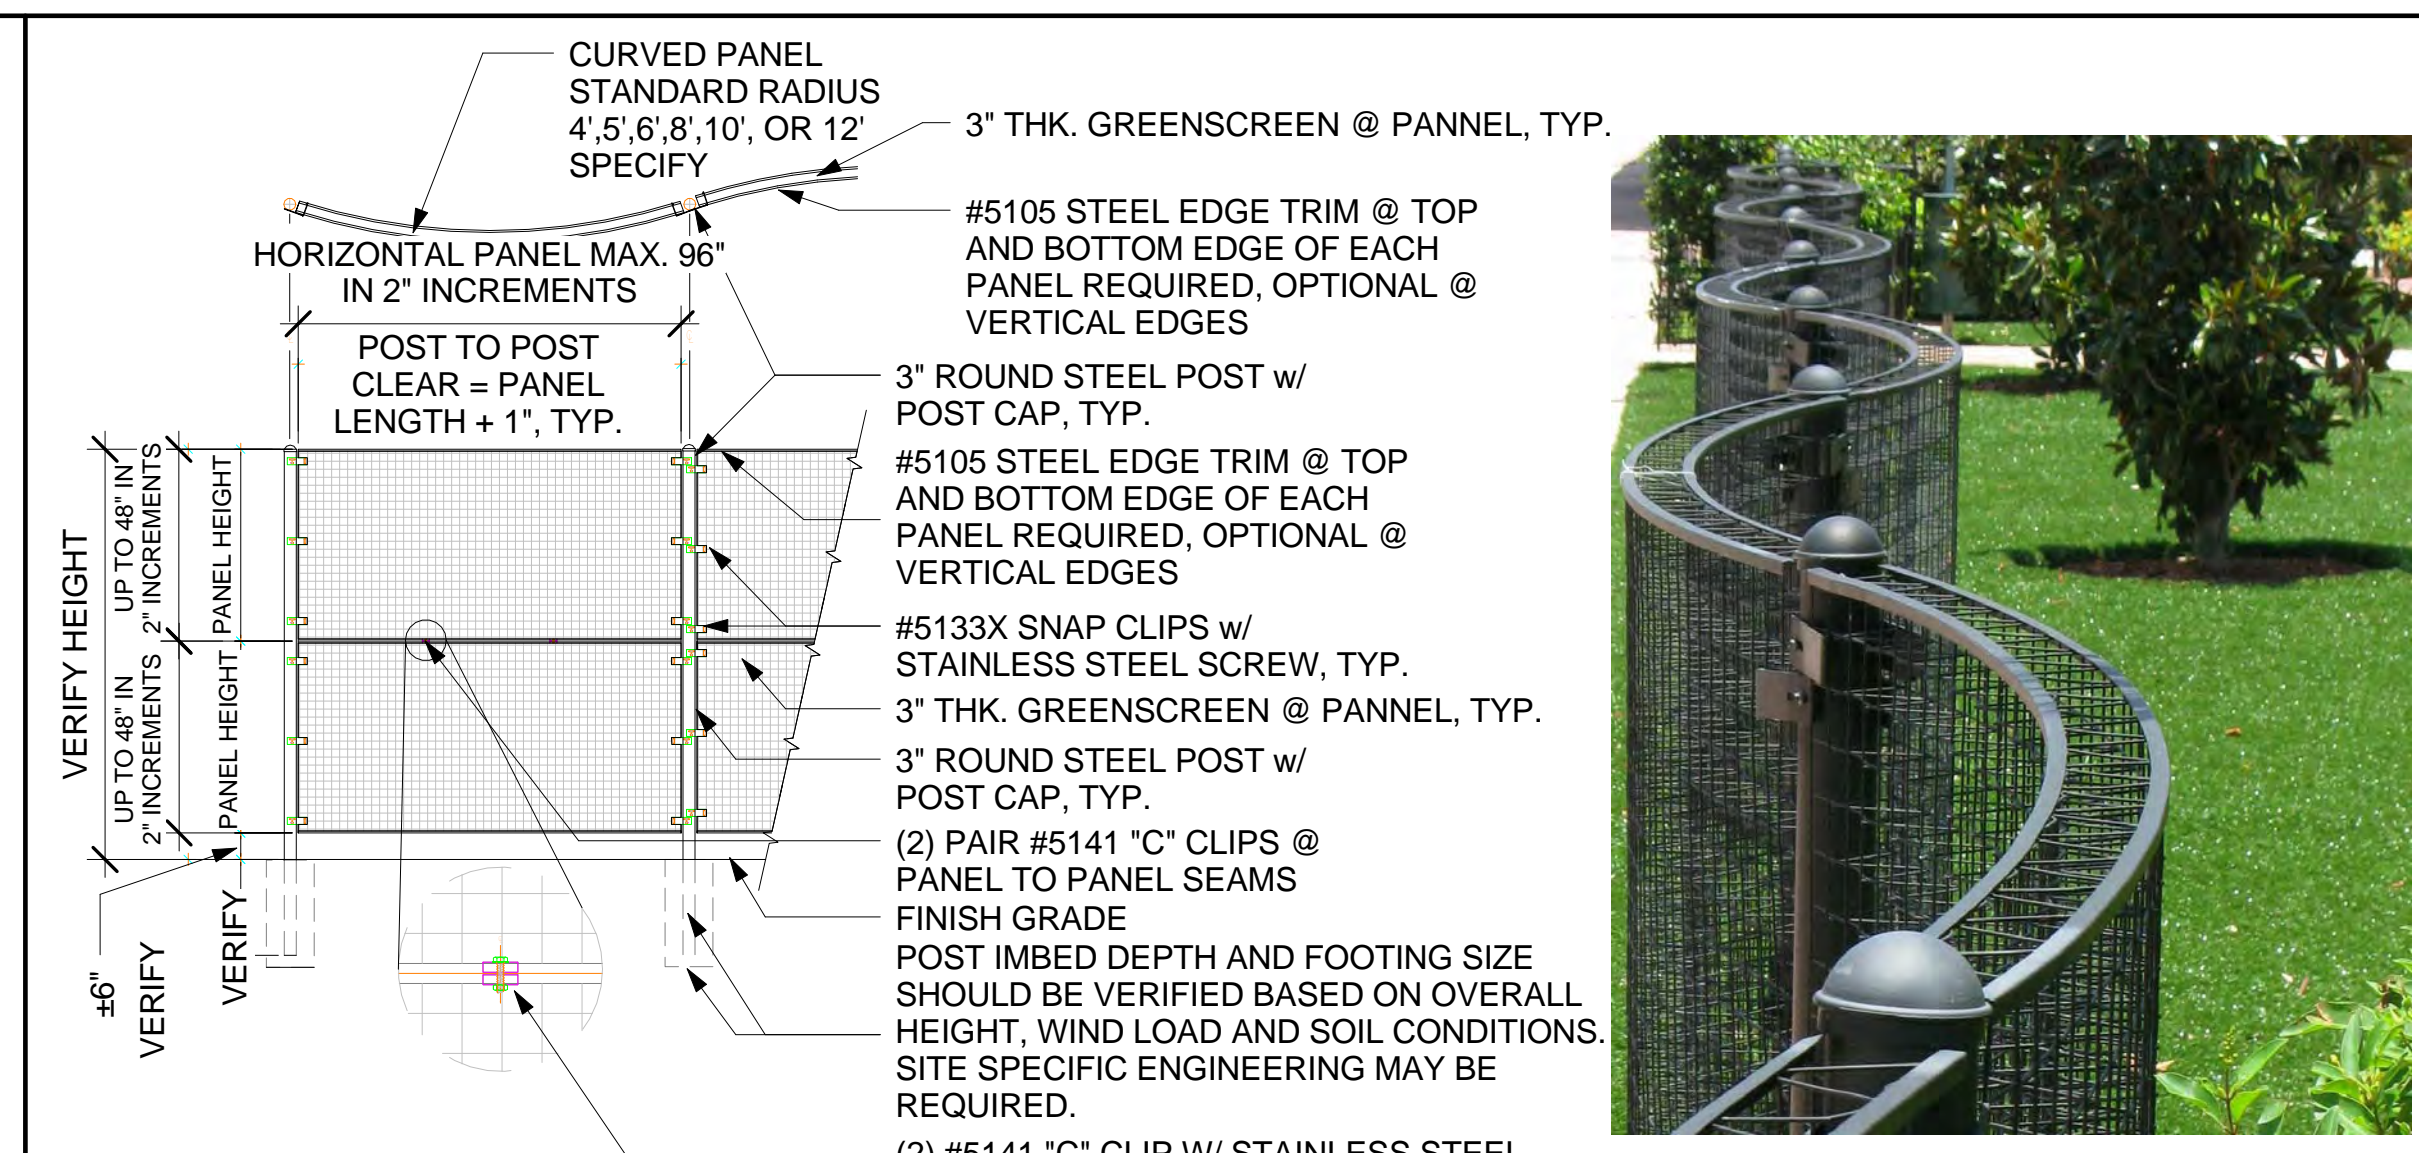 CURVED PANEL
STANDARD RADIUS
4',5',6',8',10', OR 12'
SPECIFY
3" THK. GREENSCREEN @ PANNEL, TYP.
#5105 STEEL EDGE TRIM @ TOP
AND BOTTOM EDGE OF EACH
PANEL REQUIRED, OPTIONAL @
VERTICAL EDGES
HORIZONTAL PANEL MAX. 96"
IN 2" INCREMENTS
POST TO POST
CLEAR = PANEL
LENGTH + 1", TYP.
3" ROUND STEEL POST w/
POST CAP, TYP.
#5105 STEEL EDGE TRIM @ TOP
AND BOTTOM EDGE OF EACH
PANEL REQUIRED, OPTIONAL @
VERTICAL EDGES
#5133X SNAP CLIPS w/
STAINLESS STEEL SCREW, TYP.
3" THK. GREENSCREEN @ PANNEL, TYP.
3" ROUND STEEL POST w/
POST CAP, TYP.
(2) PAIR #5141 "C" CLIPS @
PANEL TO PANEL SEAMS
FINISH GRADE
POST IMBED DEPTH AND FOOTING SIZE
SHOULD BE VERIFIED BASED ON OVERALL
HEIGHT, WIND LOAD AND SOIL CONDITIONS.
SITE SPECIFIC ENGINEERING MAY BE
REQUIRED.
(2) #5141 "C" CLIP W/ STAINLESS STEEL
VERIFY HEIGHT
UP TO 48" IN
2" INCREMENTS
PANEL HEIGHT
UP TO 48" IN
2" INCREMENTS
PANEL HEIGHT
±6"
VERIFY
VERIFY